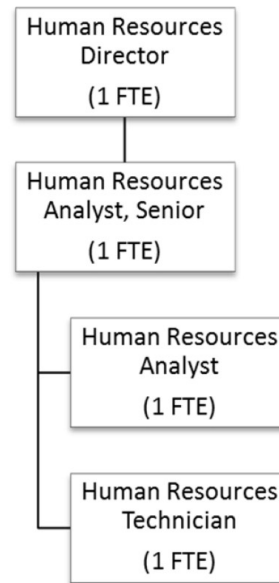 Human Resources
Director
(1 FTE)
Human Resources
Analyst, Senior
(1 FTE)
Human Resources
Analyst
(1 FTE)
Human Resources
Technician
(1 FTE)